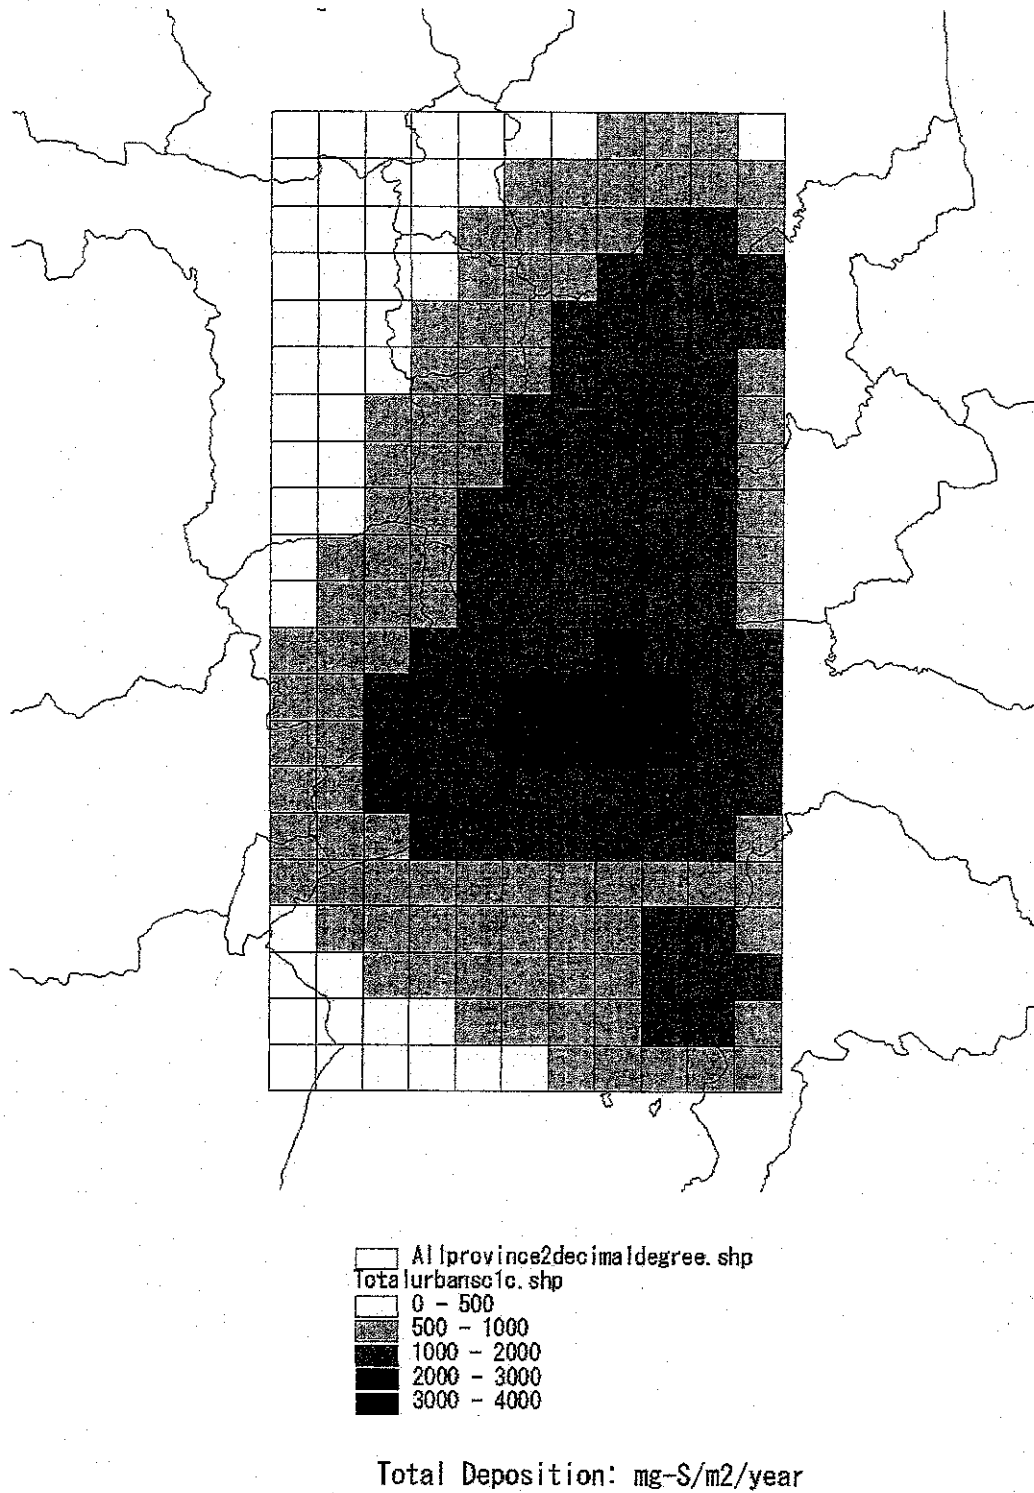 Allprovince2decimaldegree.shp
Totalurbansc1c.shp
0 - 500
500 - 1000
1000 - 2000
2000 - 3000
3000 - 4000
Total Deposition: mg-S/m2/year